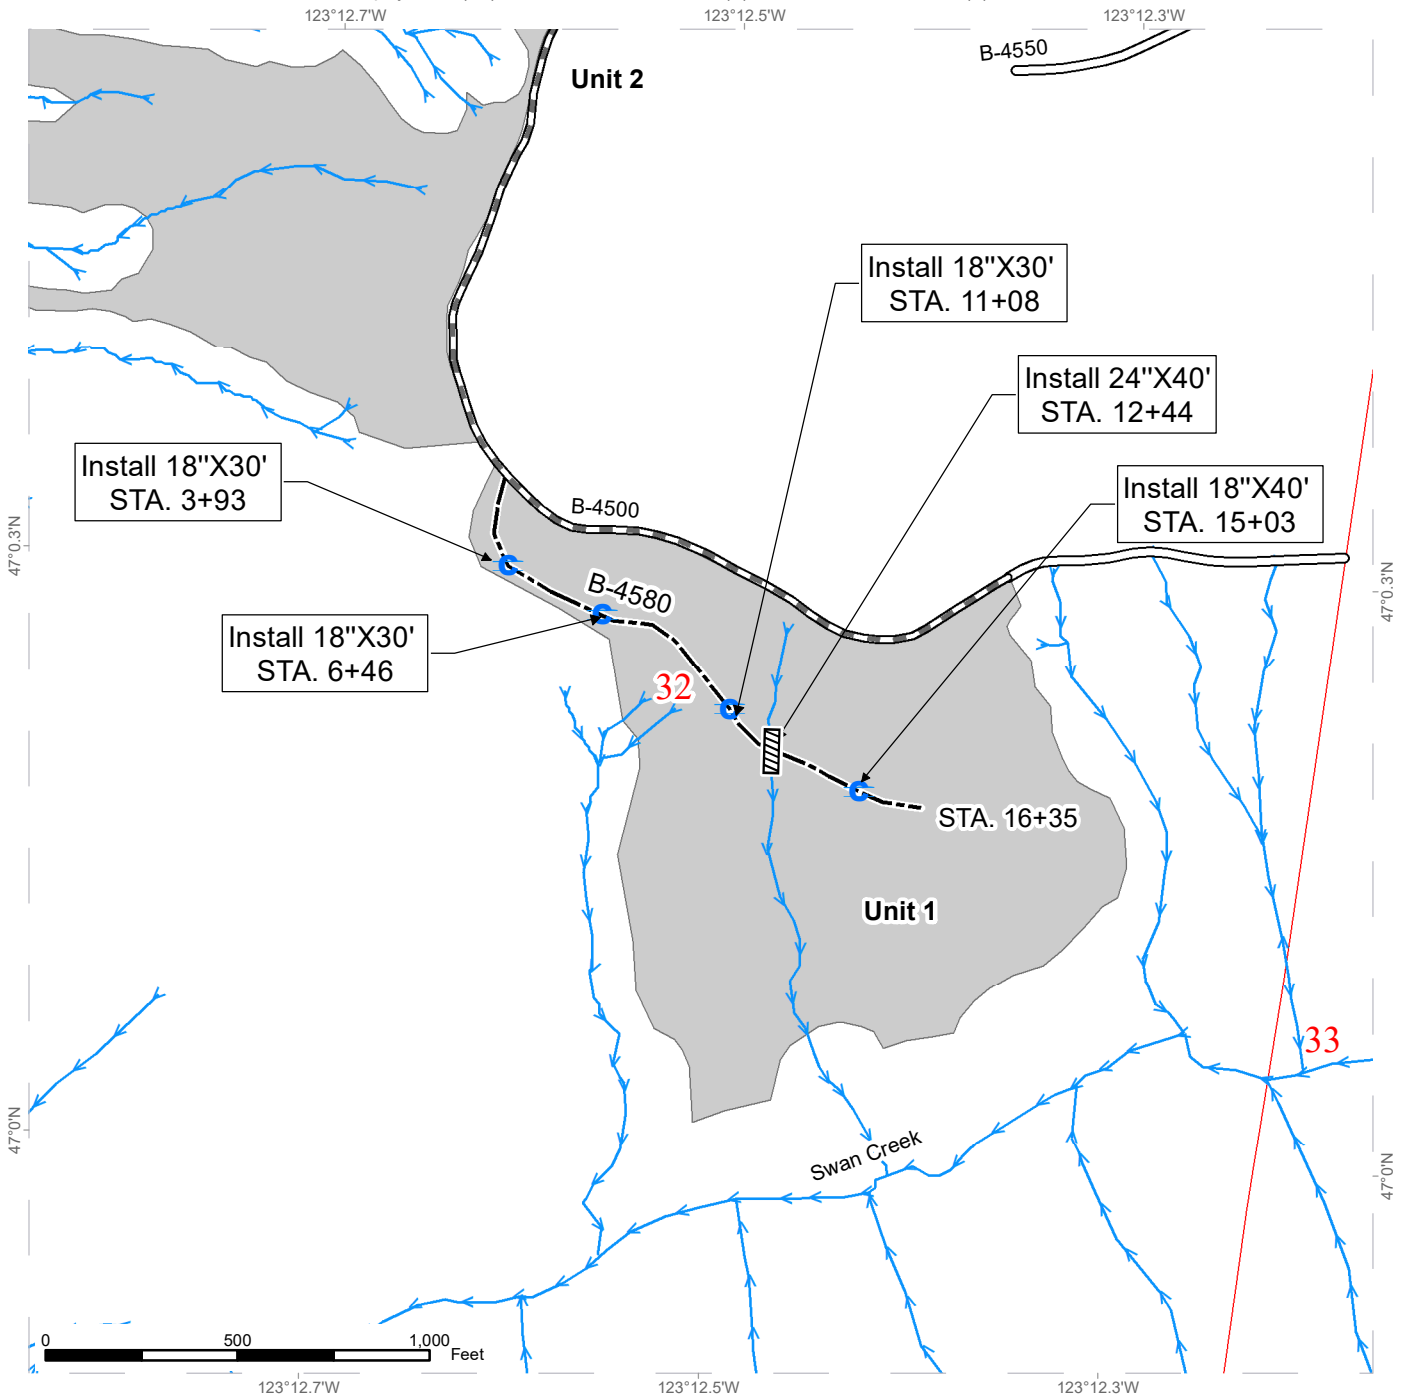 123°12.7'W
123°12.5'W
123°12.3'W
B-4550
Unit 2
Install 18"X30'
STA. 11+08
Install 24"X40'
STA. 12+44
Install 18"X30'
STA. 3+93
Install 18"X40'
STA. 15+03
B-4500
47°0.3'N
47°0.3'N
B-4580
Install 18"X30'
STA. 6+46
32
STA. 16+35
Unit 1
33
47°0'N
47°0'N
Swan Creek
0
500
1,000
Feet
123°12.7'W
123°12.5'W
123°12.3'W